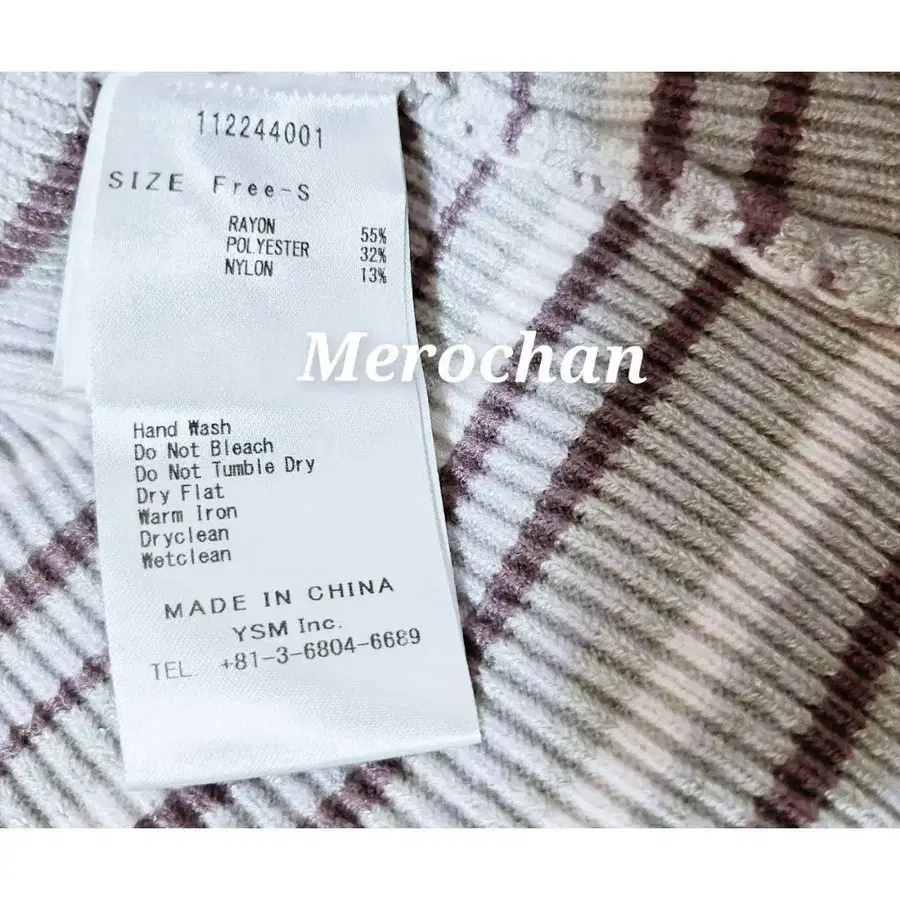 112244001
SIZE Free-S
RAYON 55%
POLYESTER 32%
NYLON 13%
Merochan
Hand Wash
Do Not Bleach
Do Not Tumble Dry
Dry Flat
Warm Iron
Dryclean
Wetclean
MADE IN CHINA
YSM Inc.
TEL. +81-3-6804-6689